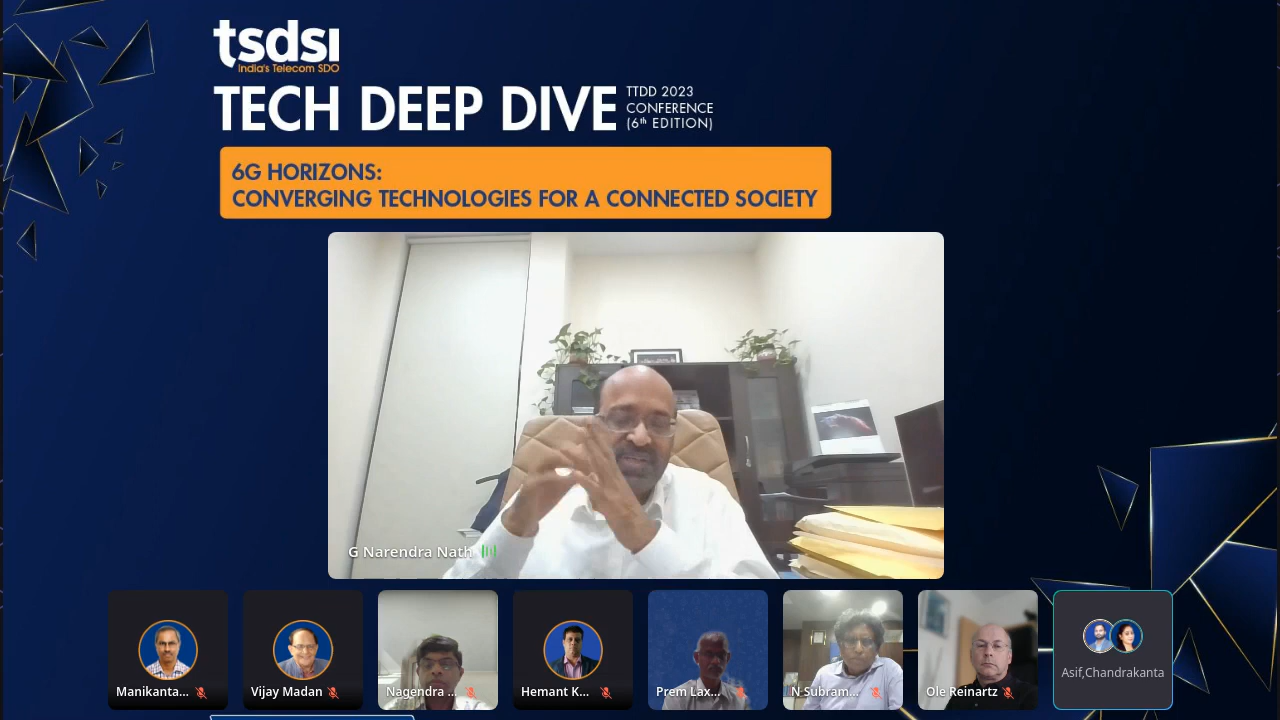 tsdsi
India's Telecom SDO
TECH DEEP DIVE
TTDD 2023
CONFERENCE
(6th EDITION)
6G HORIZONS:
CONVERGING TECHNOLOGIES FOR A CONNECTED SOCIETY
G Narendra Nath
Manikanta...
Vijay Madan
Nagendra ...
Hemant K...
Prem Lax...
N Subram...
Ole Reinartz
Asif,Chandrakanta